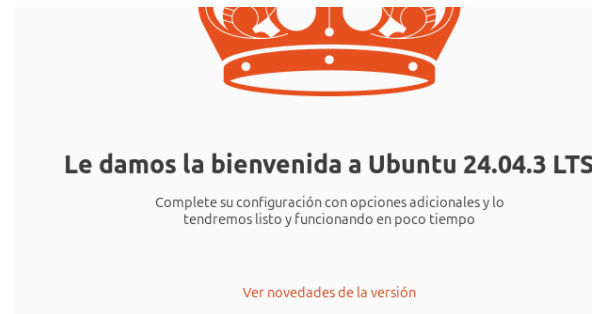 Le damos la bienvenida a Ubuntu 24.04.3 LTS
Complete su configuración con opciones adicionales y lo
tendremos listo y funcionando en poco tiempo
Ver novedades de la versión